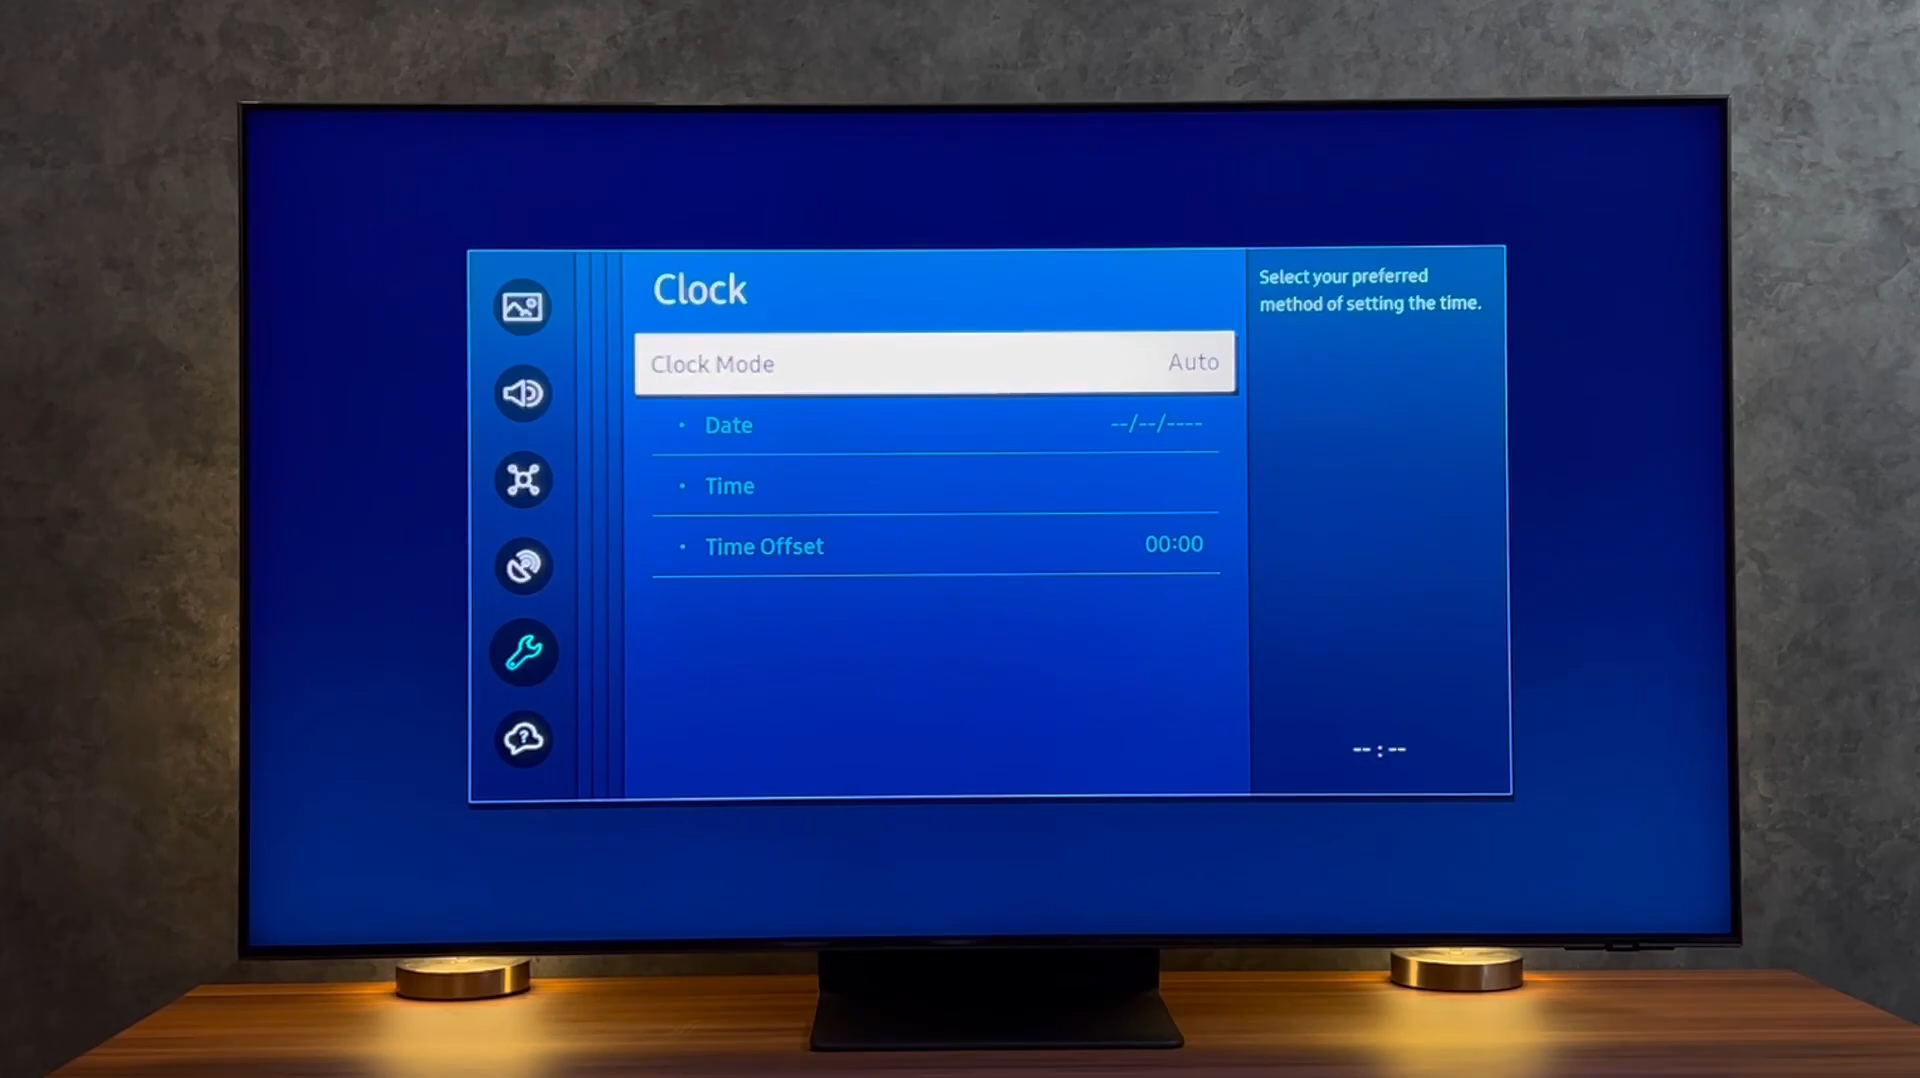 Clock
Select your preferred
method of setting the time.
Clock Mode Auto
• Date --/--/----
• Time
• Time Offset 00:00
?
--:--